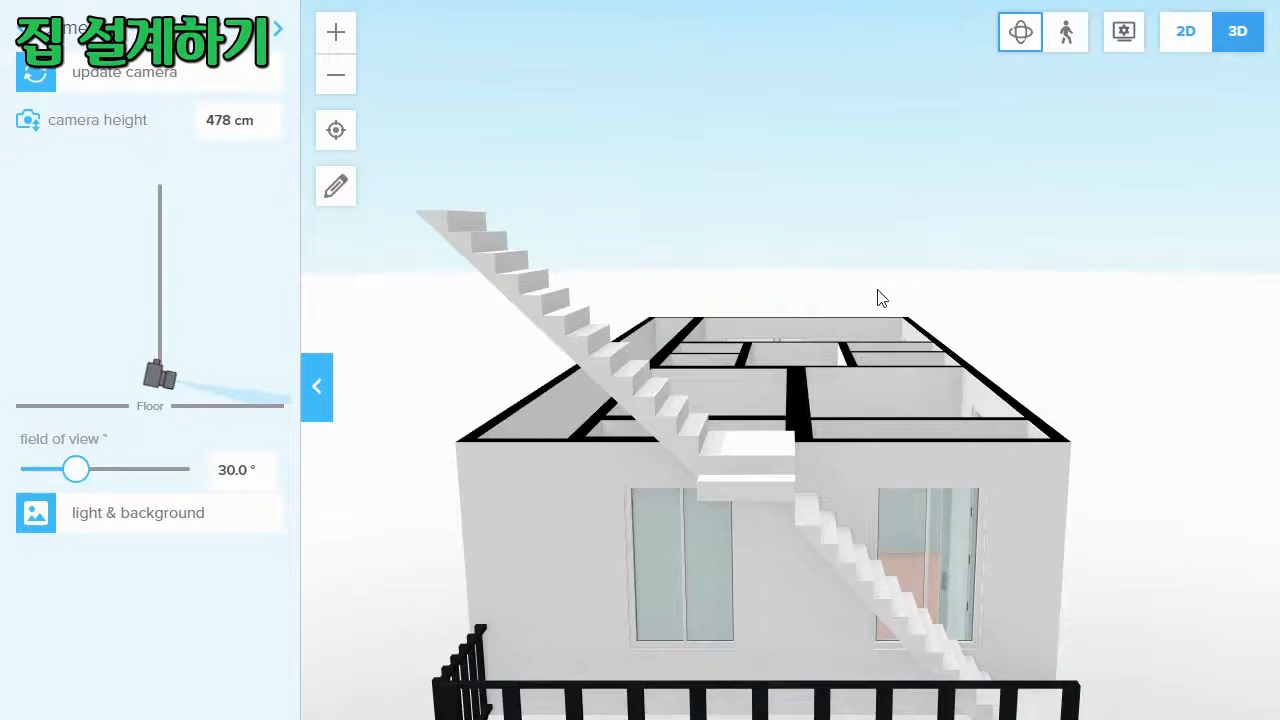 집 설계하기
update camera
camera height 478 cm
Floor
field of view °
30.0 °
light & background
2D 3D